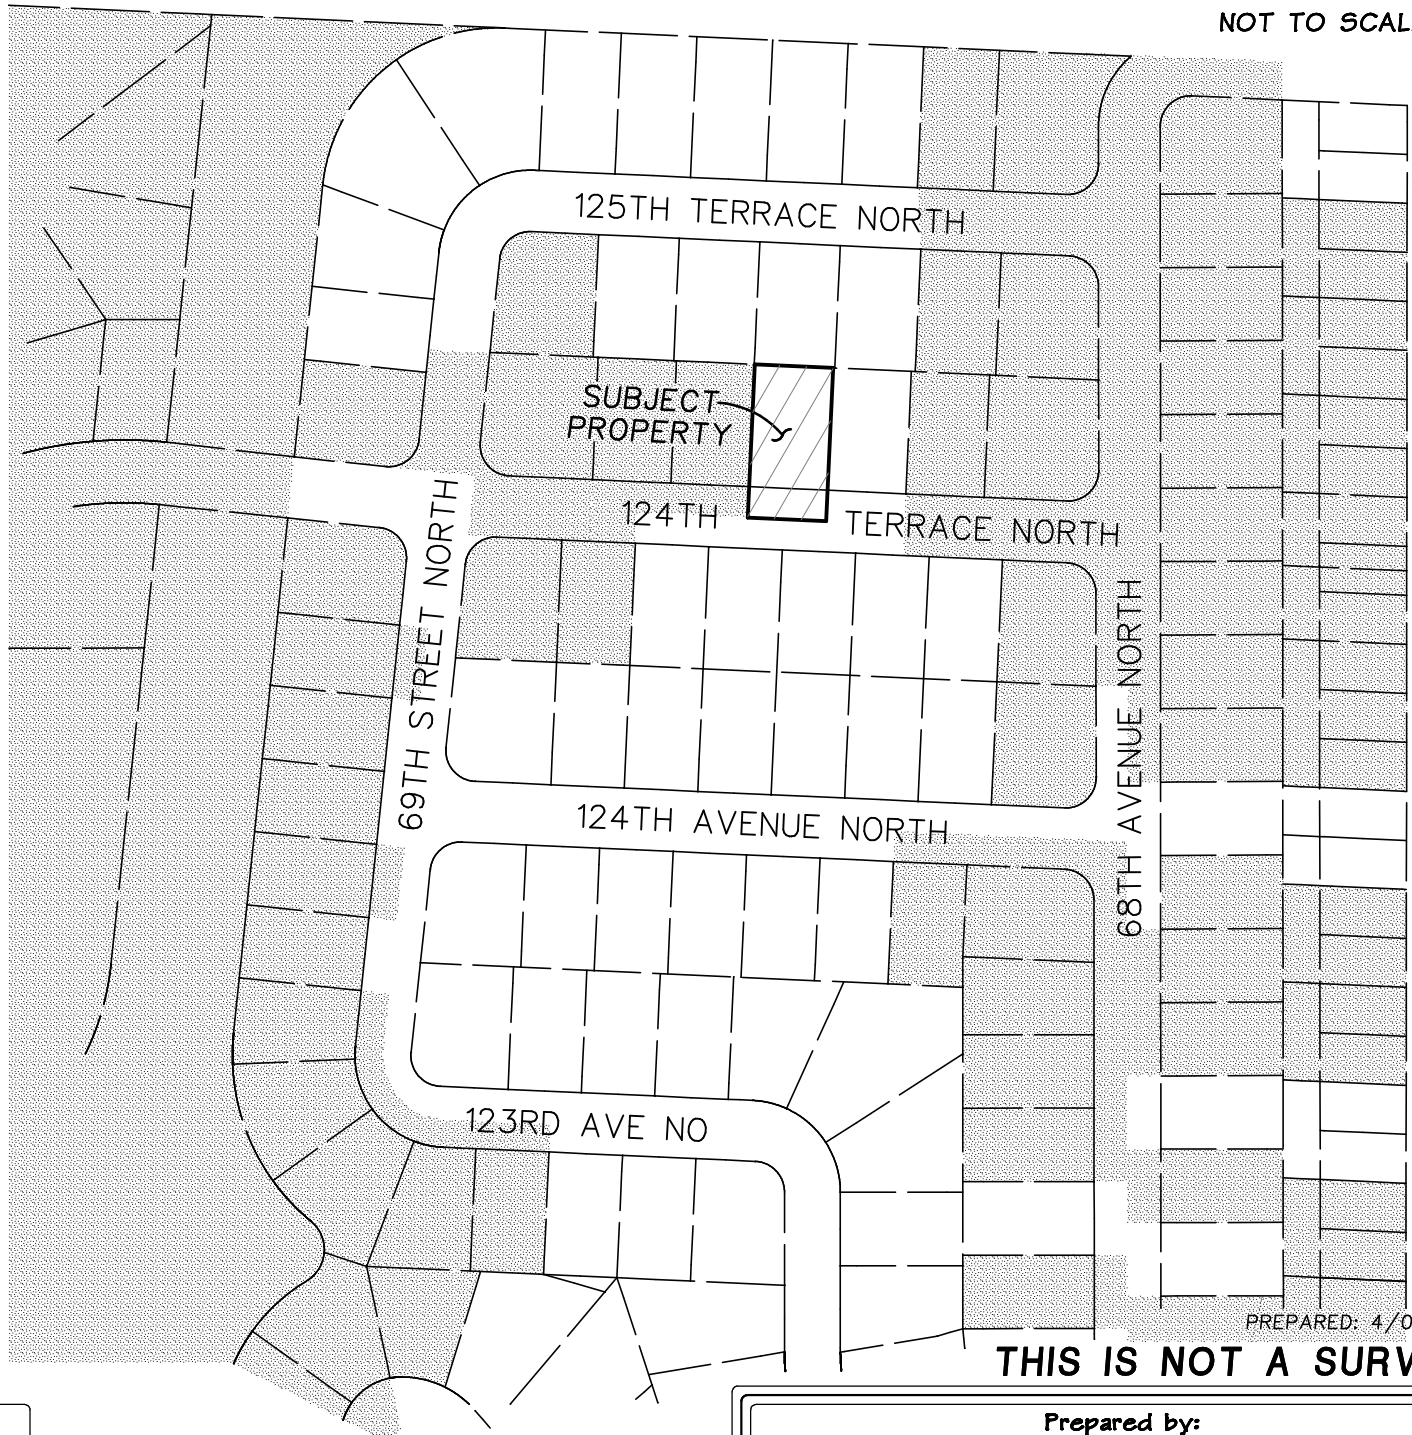 NOT TO SCAL
125TH TERRACE NORTH
SUBJECT
PROPERTY
124TH TERRACE NORTH
69TH STREET NORTH
68TH AVENUE NORTH
124TH AVENUE NORTH
123RD AVE NO
PREPARED: 4/0
THIS IS NOT A SURV
Prepared by: